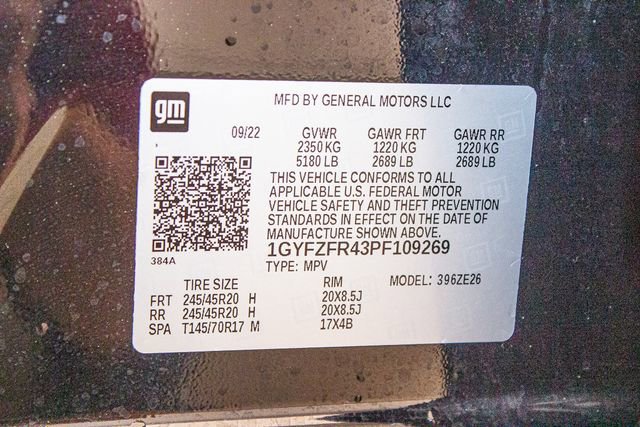 gm
MFD BY GENERAL MOTORS LLC
09/22 GVWR GAWR FRT GAWR RR
2350 KG 1220 KG 1220 KG
5180 LB 2689 LB 2689 LB
THIS VEHICLE CONFORMS TO ALL
APPLICABLE U.S. FEDERAL MOTOR
VEHICLE SAFETY AND THEFT PREVENTION
STANDARDS IN EFFECT ON THE DATE OF
MANUFACTURE SHOWN ABOVE.
1GYFZFR43PF109269
384A
TYPE: MPV
TIRE SIZE RIM MODEL: 396ZE26
FRT 245/45R20 H 20X8.5J
RR 245/45R20 H 20X8.5J
SPA T145/70R17 M 17X4B